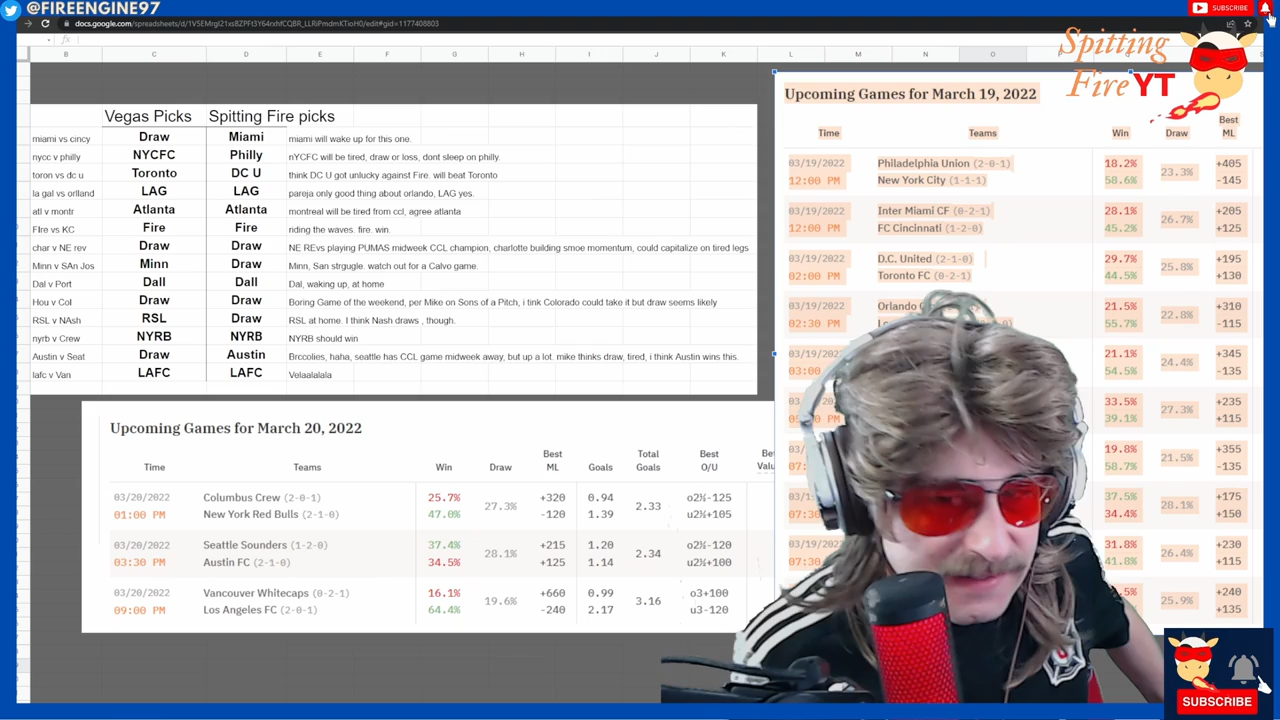 @FIREENGINE97
SUBSCRIBE
docs.google.com/spreadsheets/d/1V5EMrgI21xsBZPFt3Y64rxhfCQBR_LLRiPmdmKTioH0/edit#gid=1177408803
fx
B C D E F G H I J K L M N O
Spitting
Fire YT
Vegas Picks Spitting Fire picks
miami vs cincy Draw Miami miami will wake up for this one.
nycc v philly NYCFC Philly nYCFC will be tired, draw or loss, dont sleep on philly.
toron vs dc u Toronto DC U think DC U got unlucky against Fire. will beat Toronto
la gal vs orlland LAG LAG pareja only good thing about orlando, LAG yes.
atl v montr Atlanta Atlanta montreal will be tired from ccl, agree atlanta
FIre vs KC Fire Fire riding the waves. fire. win.
char v NE rev Draw Draw NE REvs playing PUMAS midweek CCL champion, charlotte building smoe momentum, could capitalize on tired legs
Minn v SAn Jos Minn Draw Minn, San strgugle. watch out for a Calvo game.
Dal v Port Dall Dall Dal, waking up, at home
Hou v Col Draw Draw Boring Game of the weekend, per Mike on Sons of a Pitch, i tink Colorado could take it but draw seems likely
RSL v NAsh RSL Draw RSL at home. I think Nash draws , though.
nyrb v Crew NYRB NYRB NYRB should win
Austin v Seat Draw Austin Brccolies, haha, seattle has CCL game midweek away, but up a lot. mike thinks draw, tired, i think Austin wins this.
lafc v Van LAFC LAFC Velaalalala
Upcoming Games for March 19, 2022
Time Teams Win Draw Best ML
03/19/2022 Philadelphia Union (2-0-1) 18.2% 23.3% +405
12:00 PM New York City (1-1-1) 58.6% -145
03/19/2022 Inter Miami CF (0-2-1) 28.1% 26.7% +205
12:00 PM FC Cincinnati (1-2-0) 45.2% +125
03/19/2022 D.C. United (2-1-0) 29.7% 25.8% +195
02:00 PM Toronto FC (0-2-1) 44.5% +130
03/19/2022 Orlando 21.5% 22.8% +310
02:30 PM 55.7% -115
03/19/2022 21.1% 24.4% +345
03:00 54.5% -135
33.5% 27.3% +235
39.1% +115
19.8% 21.5% +355
58.7% -135
37.5% 28.1% +175
07:30 34.4% +150
03/19/2022 31.8% 26.4% +230
07:30 41.8% +115
25.9% +240
+135
Upcoming Games for March 20, 2022
Time Teams Win Draw Best ML Goals Total Goals Best O/U
03/20/2022 Columbus Crew (2-0-1) 25.7% 27.3% +320 0.94 2.33 o2½-125
01:00 PM New York Red Bulls (2-1-0) 47.0% -120 1.39 u2½+105
03/20/2022 Seattle Sounders (1-2-0) 37.4% 28.1% +215 1.20 2.34 o2½-120
03:30 PM Austin FC (2-1-0) 34.5% +125 1.14 u2½+100
03/20/2022 Vancouver Whitecaps (0-2-1) 16.1% 19.6% +660 0.99 3.16 o3+100
09:00 PM Los Angeles FC (2-0-1) 64.4% -240 2.17 u3-120
SUBSCRIBE